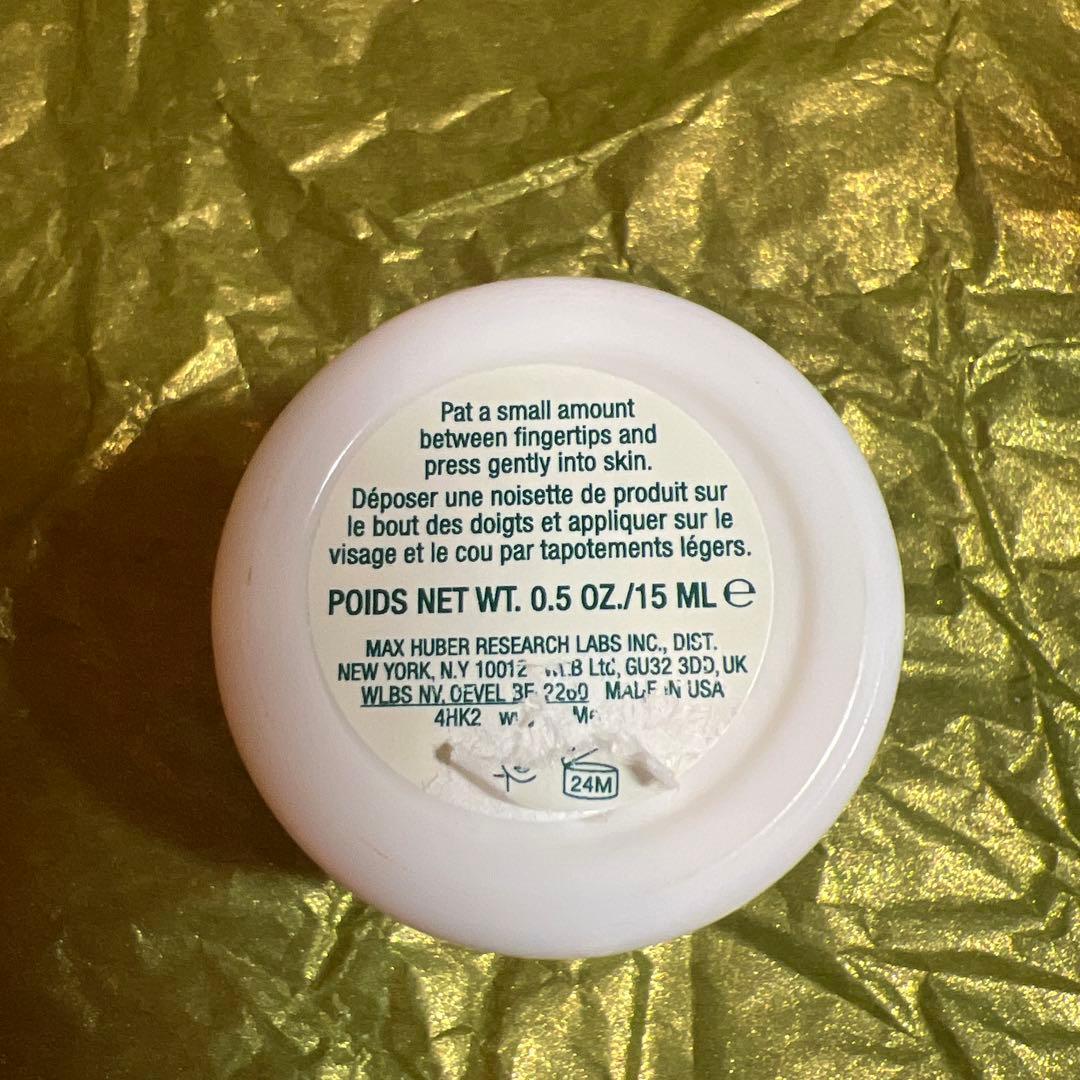 Pat a small amount
between fingertips and
press gently into skin.
Déposer une noisette de produit sur
le bout des doigts et appliquer sur le
visage et le cou par tapotements légers.
POIDS NET WT. 0.5 OZ./15 ML ℮
MAX HUBER RESEARCH LABS INC., DIST.
NEW YORK, N.Y 10012 Ltd, GU32 3DD, UK
WLBS NV, OEVEL BE 2260 MADE IN USA
4HK2
24M